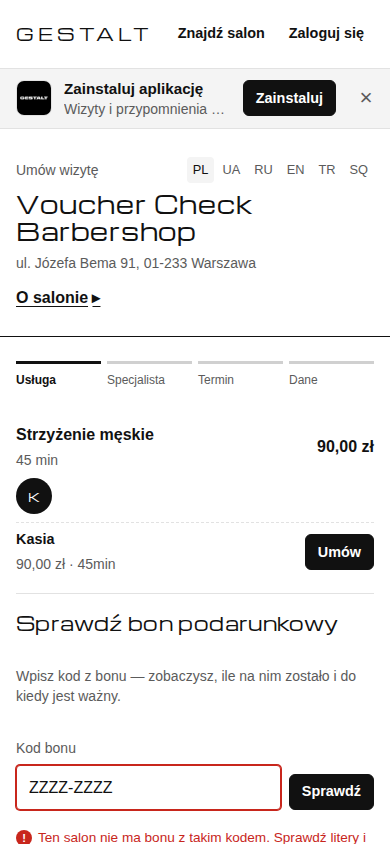 GESTALT
Znajdź salon
Zaloguj się
GESTALT
Zainstaluj aplikację
Wizyty i przypomnienia …
Zainstaluj
×
Umów wizytę
PL UA RU EN TR SQ
Voucher Check
Barbershop
ul. Józefa Bema 91, 01-233 Warszawa
O salonie ▸
Usługa
Specjalista
Termin
Dane
Strzyżenie męskie
45 min
90,00 zł
K
Kasia
90,00 zł · 45min
Umów
Sprawdź bon podarunkowy
Wpisz kod z bonu — zobaczysz, ile na nim zostało i do
kiedy jest ważny.
Kod bonu
ZZZZ-ZZZZ
Sprawdź
! Ten salon nie ma bonu z takim kodem. Sprawdź litery i